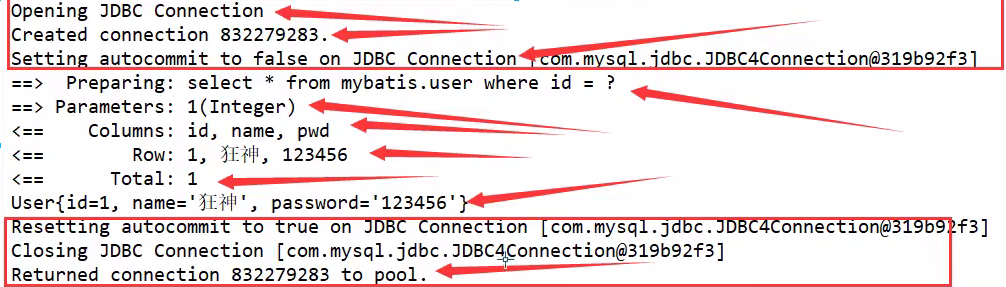 Opening JDBC Connection
Created connection 832279283.
Setting autocommit to false on JDBC Connection [com.mysql.jdbc.JDBC4Connection@319b92f3]
==>  Preparing: select * from mybatis.user where id = ?
==> Parameters: 1(Integer)
<==    Columns: id, name, pwd
<==        Row: 1, 狂神, 123456
<==      Total: 1
User{id=1, name='狂神', password='123456'}
Resetting autocommit to true on JDBC Connection [com.mysql.jdbc.JDBC4Connection@319b92f3]
Closing JDBC Connection [com.mysql.jdbc.JDBC4Connection@319b92f3]
Returned connection 832279283 to pool.